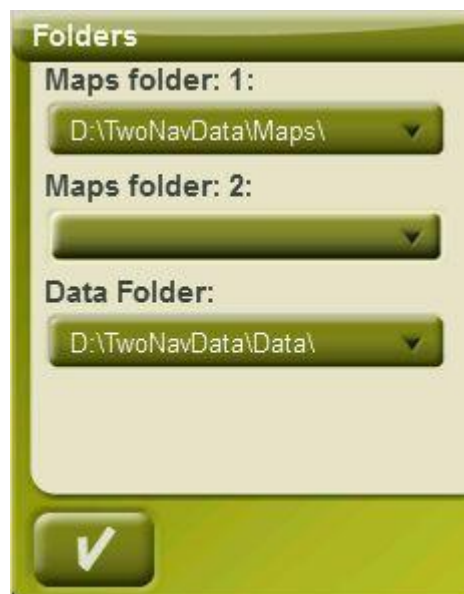 Folders
Maps folder: 1:
D:\TwoNavData\Maps\
Maps folder: 2:
Data Folder:
D:\TwoNavData\Data\